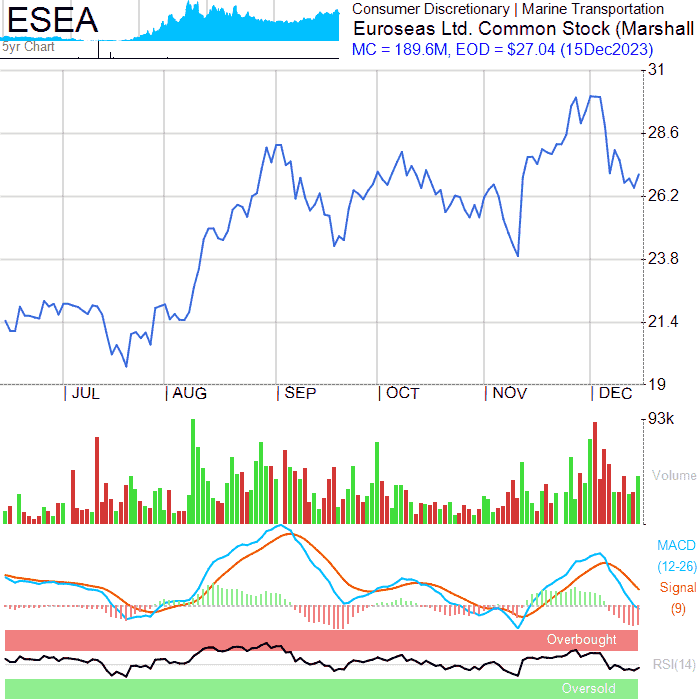 ESEA
5yr Chart
Consumer Discretionary | Marine Transportation
Euroseas Ltd. Common Stock (Marshall
MC = 189.6M, EOD = $27.04 (15Dec2023)
31
28.6
26.2
23.8
21.4
19
JUL AUG SEP OCT NOV DEC
93k
Volume
MACD
(12-26)
Signal
(9)
Overbought
RSI(14)
Oversold